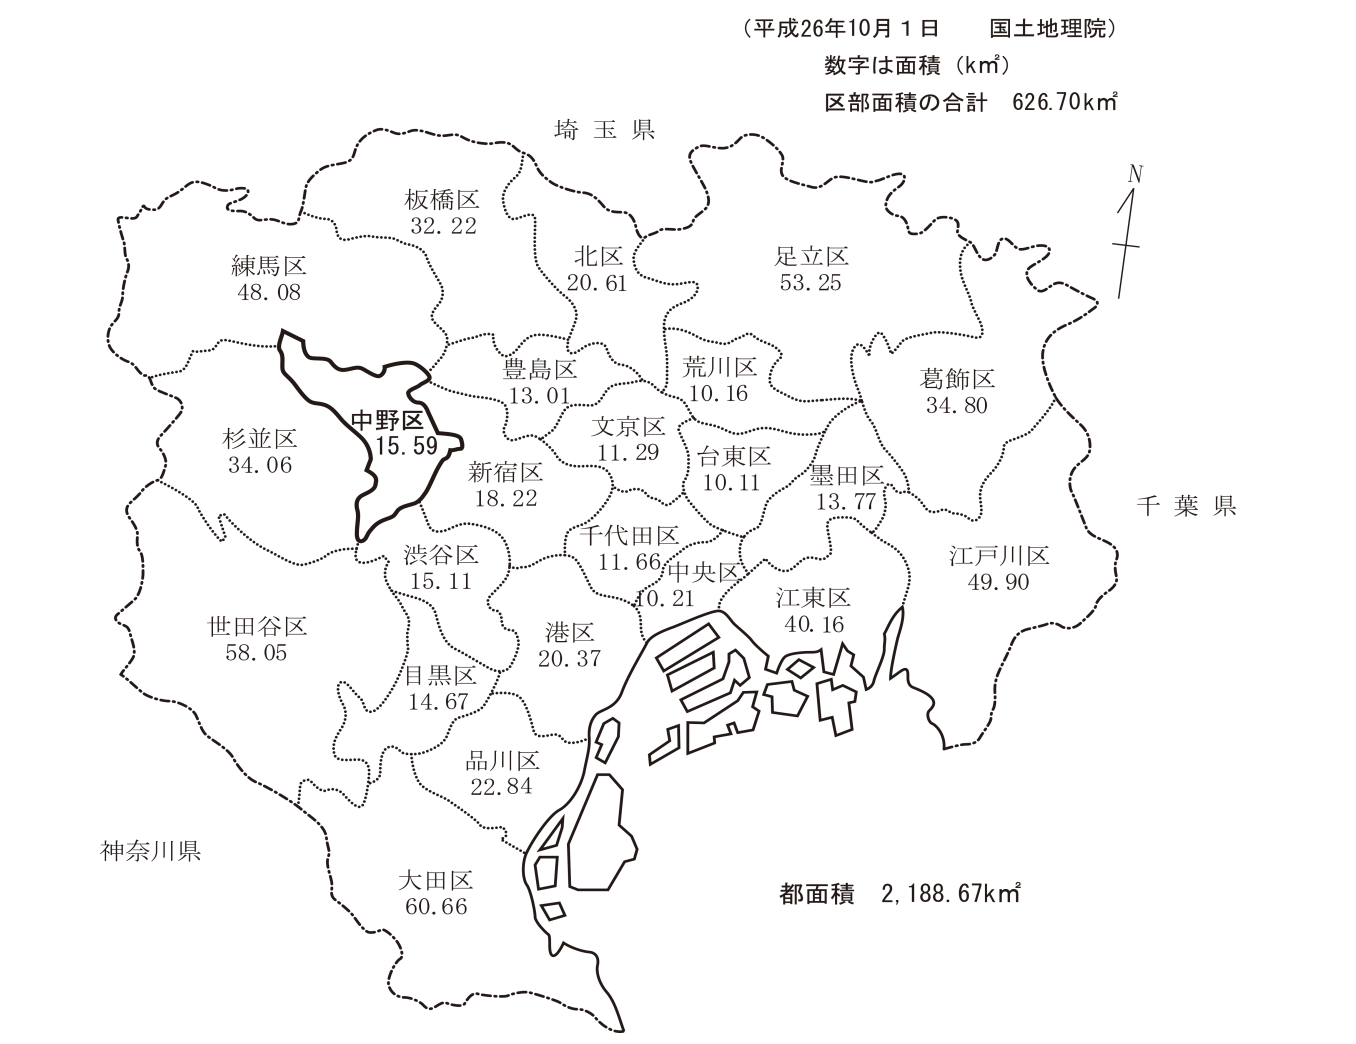 （平成26年10月１日　　国土地理院）
数字は面積（k㎡）
区部面積の合計　626.70k㎡
埼 玉 県
N
板橋区
32.22
北区
20.61
足立区
53.25
練馬区
48.08
豊島区
13.01
荒川区
10.16
葛飾区
34.80
中野区
15.59
文京区
11.29
杉並区
34.06
台東区
10.11
新宿区
18.22
墨田区
13.77
千 葉 県
千代田区
11.66
渋谷区
15.11
中央区
10.21
江戸川区
49.90
江東区
40.16
世田谷区
58.05
港区
20.37
目黒区
14.67
品川区
22.84
神奈川県
大田区
60.66
都面積　2,188.67k㎡